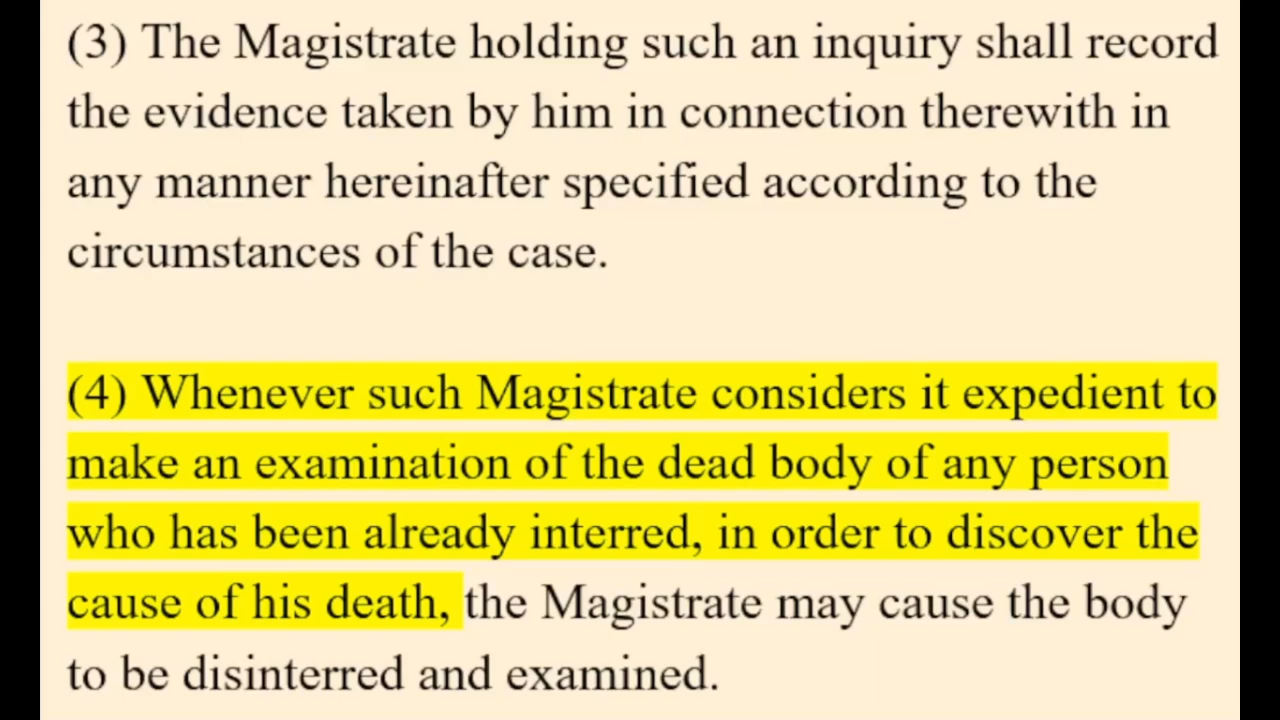 (3) The Magistrate holding such an inquiry shall record
the evidence taken by him in connection therewith in
any manner hereinafter specified according to the
circumstances of the case.
(4) Whenever such Magistrate considers it expedient to
make an examination of the dead body of any person
who has been already interred, in order to discover the
cause of his death, the Magistrate may cause the body
to be disinterred and examined.